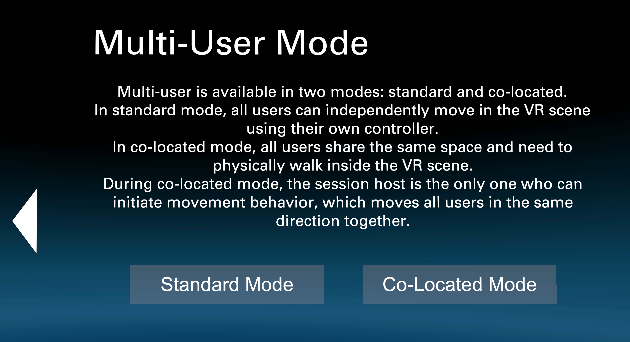 Multi-User Mode
Multi-user is available in two modes: standard and co-located.
In standard mode, all users can independently move in the VR scene
using their own controller.
In co-located mode, all users share the same space and need to
physically walk inside the VR scene.
During co-located mode, the session host is the only one who can
initiate movement behavior, which moves all users in the same
direction together.
Standard Mode
Co-Located Mode